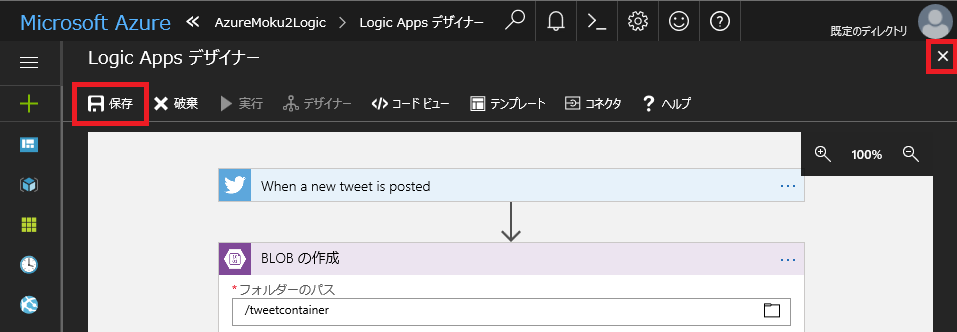 Microsoft Azure AzureMoku2Logic Logic Apps デザイナー 既定のディレクトリ
Logic Apps デザイナー
保存 破棄 実行 デザイナー コード ビュー テンプレート コネクタ ヘルプ
100%
When a new tweet is posted
BLOB の作成
*フォルダーのパス
/tweetcontainer